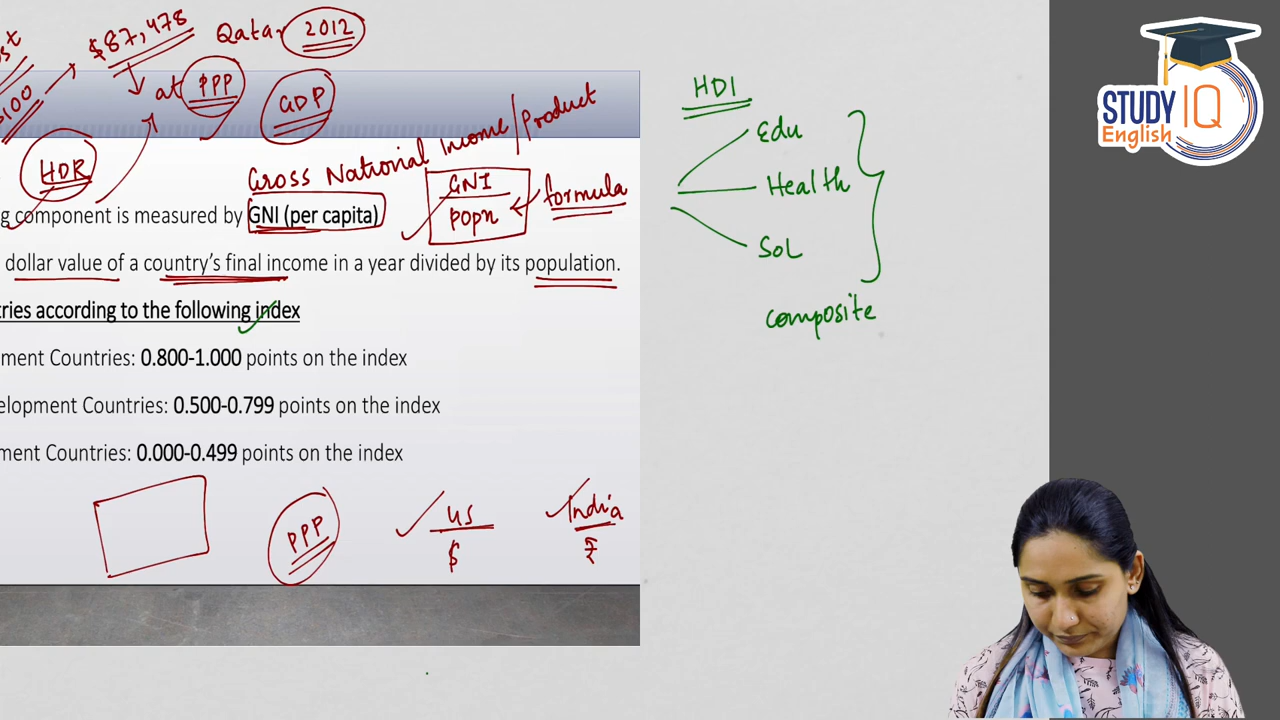 $87,478 Qatar 2012
$100
at PPP GDP
HDR
Gross National Income/Product
GNI
popn
formula
g component is measured by GNI (per capita)
dollar value of a country's final income in a year divided by its population.
tries according to the following index
ment Countries: 0.800-1.000 points on the index
elopment Countries: 0.500-0.799 points on the index
ment Countries: 0.000-0.499 points on the index
PPP
US
$
India
₹
HDI
Edu
Health
SoL
composite
STUDY IQ
English